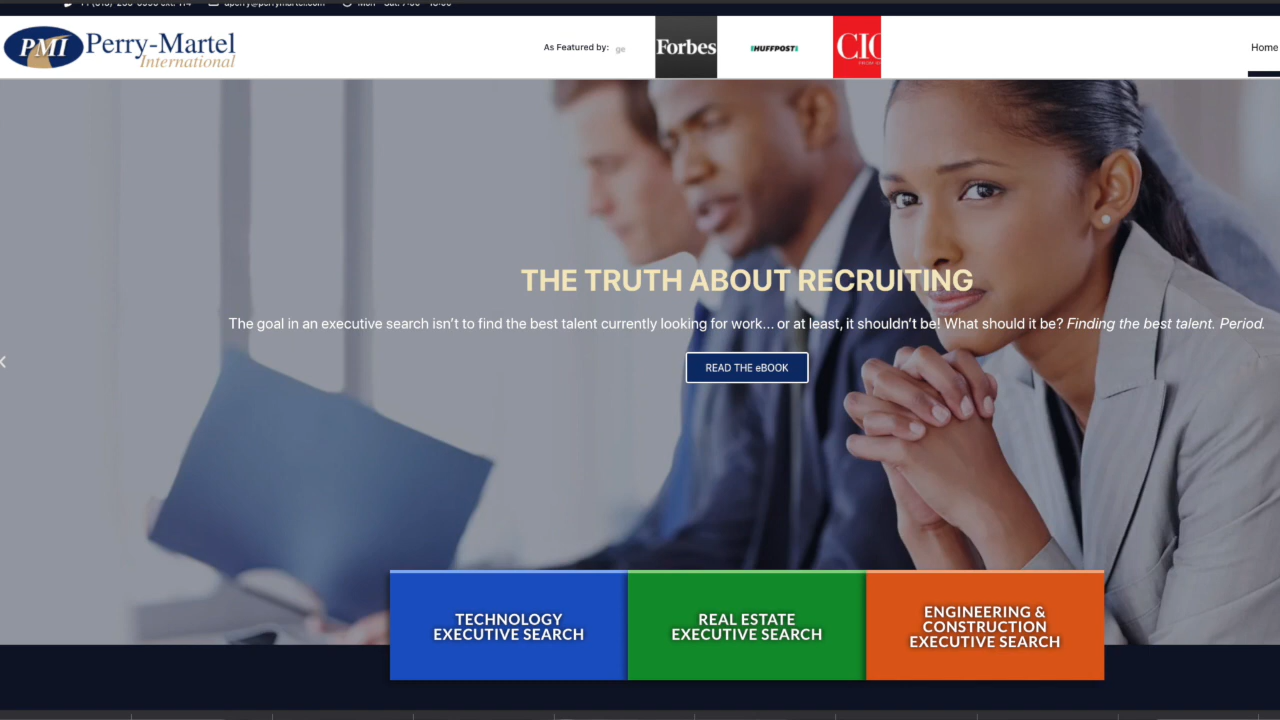 PMI Perry-Martel
International
As Featured by:
ge
Forbes
HUFFPOST
CIO
Home
THE TRUTH ABOUT RECRUITING
The goal in an executive search isn't to find the best talent currently looking for work... or at least, it shouldn't be! What should it be? Finding the best talent. Period.
READ THE eBOOK
TECHNOLOGY
EXECUTIVE SEARCH
REAL ESTATE
EXECUTIVE SEARCH
ENGINEERING &
CONSTRUCTION
EXECUTIVE SEARCH